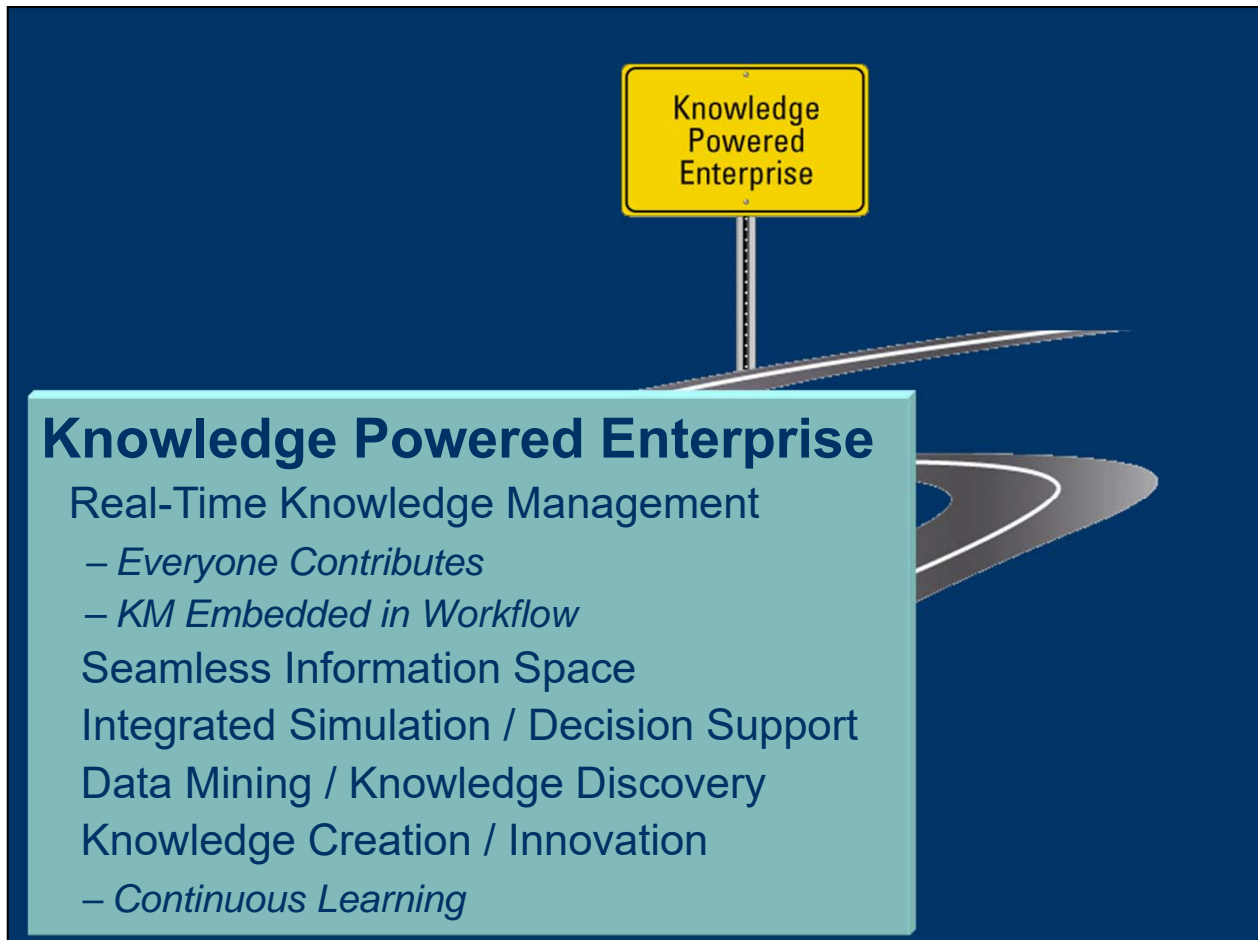 Knowledge
Powered
Enterprise
Knowledge Powered Enterprise
Real-Time Knowledge Management
– Everyone Contributes
– KM Embedded in Workflow
Seamless Information Space
Integrated Simulation / Decision Support
Data Mining / Knowledge Discovery
Knowledge Creation / Innovation
– Continuous Learning